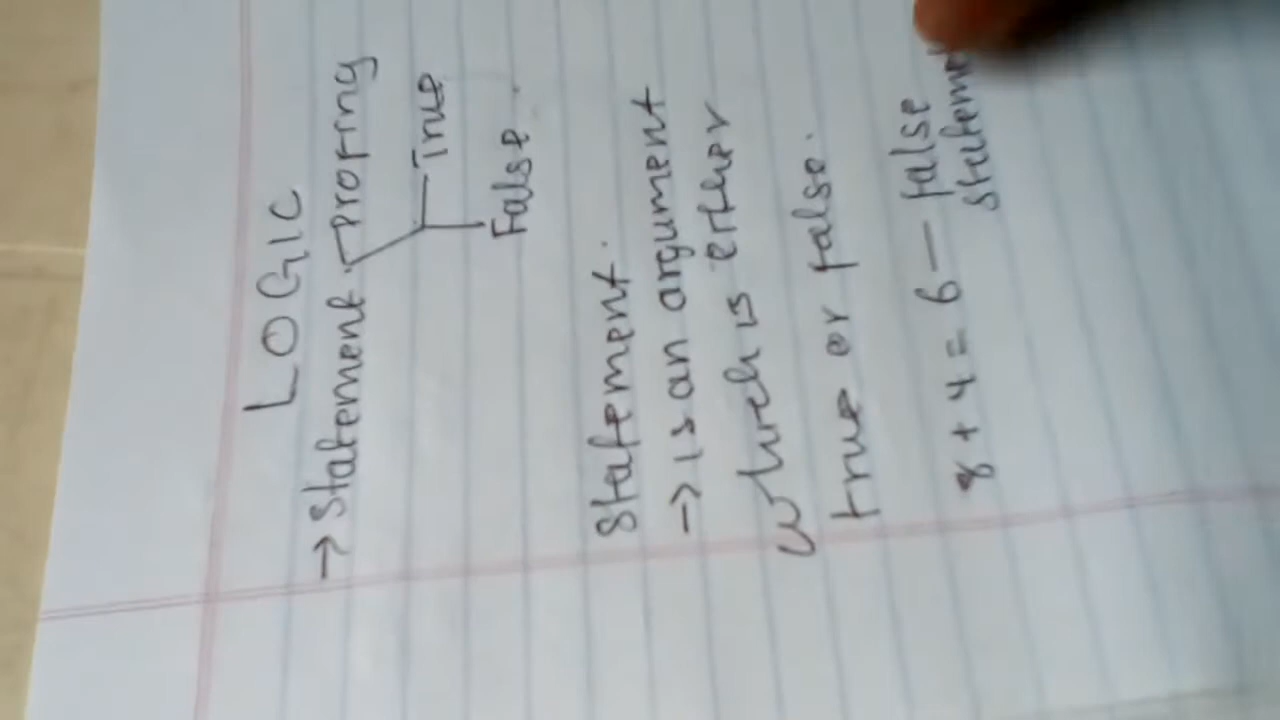 LOGIC
→ Statement proring
True
False
Statement.
→ is an argument
which is either
true or false.
8 + 4 = 6 — false
statement